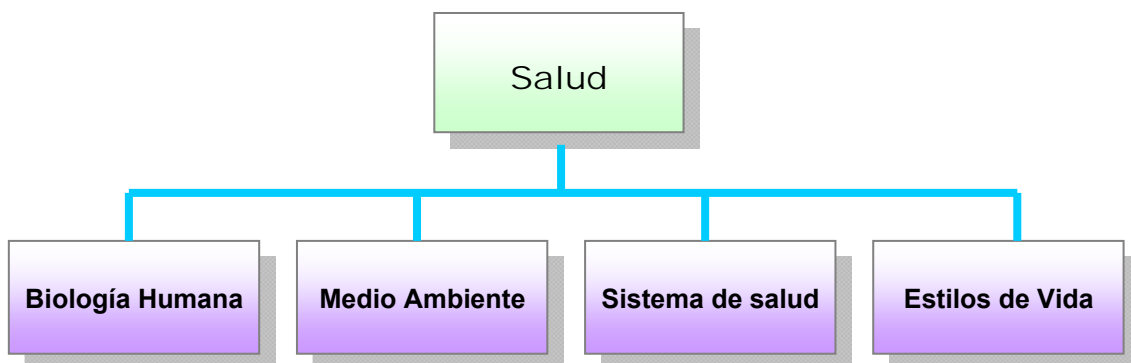 Salud
Biología Humana
Medio Ambiente
Sistema de salud
Estilos de Vida